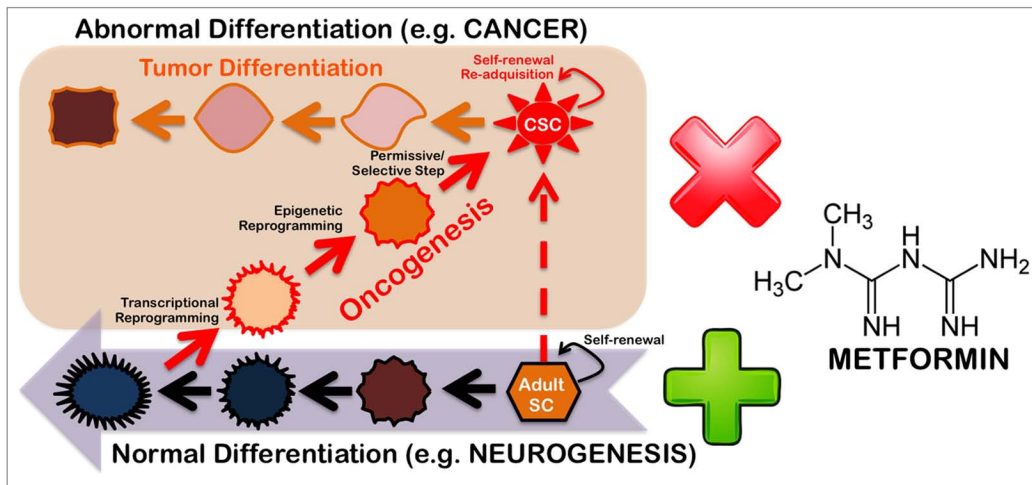 Abnormal Differentiation (e.g. CANCER)
Tumor Differentiation
Self-renewal
Re-adquisition
CSC
Permissive/
Selective Step
Epigenetic
Reprogramming
Oncogenesis
Transcriptional
Reprogramming
Self-renewal
Adult
SC
Normal Differentiation (e.g. NEUROGENESIS)
CH3
N
H3C
H
N
NH2
NH
NH
METFORMIN